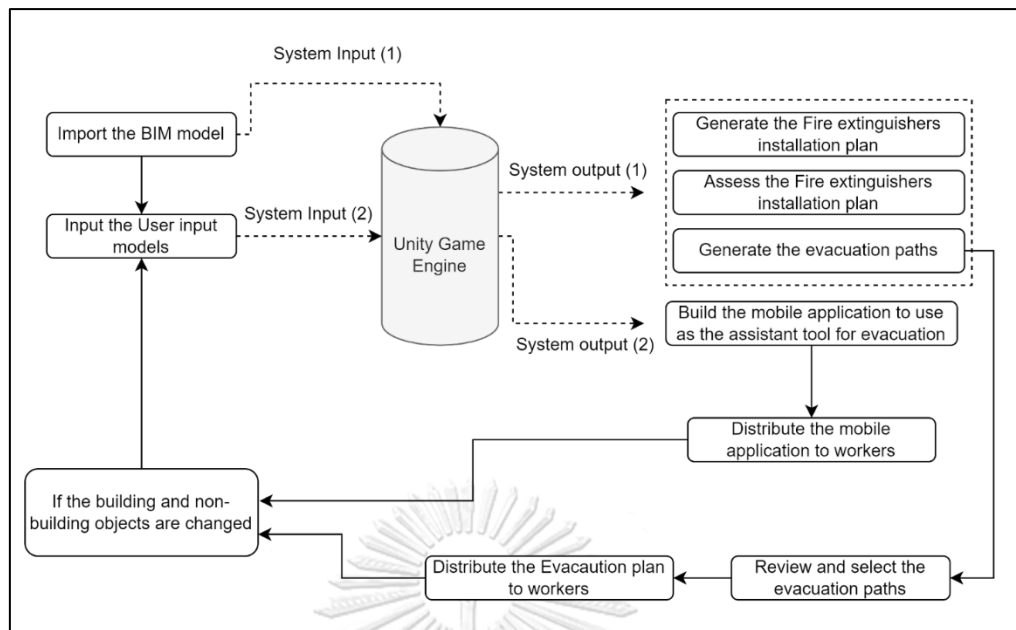 System Input (1)
Import the BIM model
Generate the Fire extinguishers
installation plan
System output (1)
Assess the Fire extinguishers
installation plan
Input the User input
models
System Input (2)
Unity Game
Engine
Generate the evacuation paths
Build the mobile application to use
as the assistant tool for evacuation
System output (2)
Distribute the mobile
application to workers
If the building and non-
building objects are changed
Distribute the Evacaution plan
to workers
Review and select the
evacuation paths